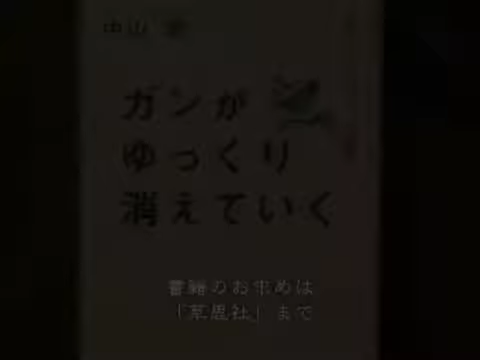 中山
ガンが
ゆっくり
消えていく
書籍のお求めは
「草思社」まで